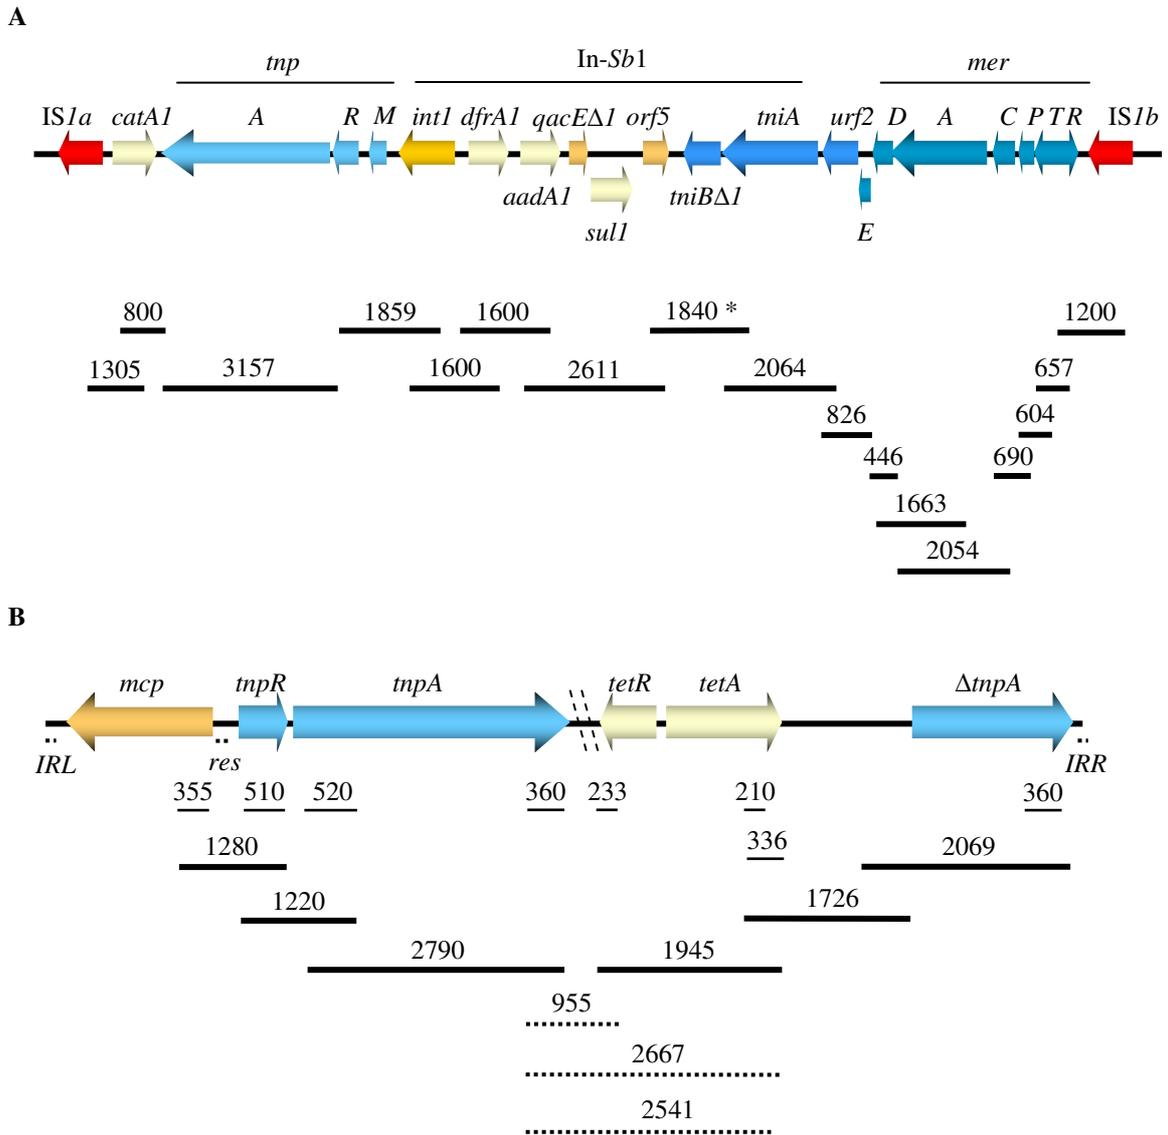 A
tnp In-Sb1 mer
IS1a catA1 A R M int1 dfrA1 qacEΔ1 orf5 tniA urf2 D A C P T R IS1b
aadA1 tniBΔ1
sul1 E
800 1859 1600 1840 * 1200
1305 3157 1600 2611 2064 657
826 604
446 690
1663
2054
B
mcp tnpR tnpA tetR tetA ΔtnpA
IRL res IRR
355 510 520 360 233 210 360
1280 336 2069
1220 1726
2790 1945
955
2667
2541